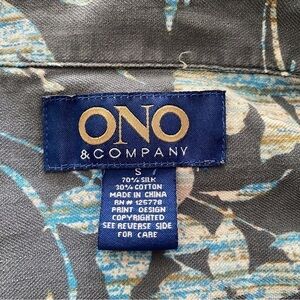 ONO
& COMPANY
S
70% SILK
30% COTTON
MADE IN CHINA
RN # 125778
PRINT DESIGN
COPYRIGHTED
SEE REVERSE SIDE
FOR CARE